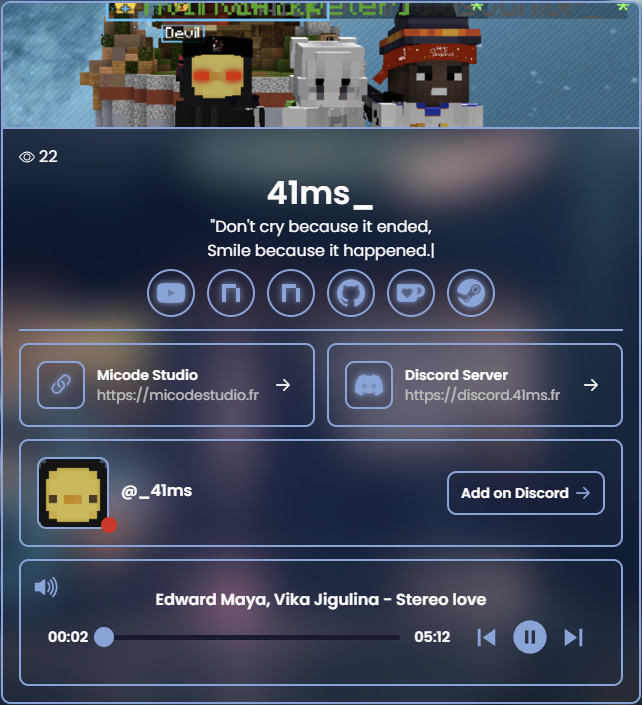 Devil
22
41ms_
"Don't cry because it ended,
Smile because it happened.|
Micode Studio
https://micodestudio.fr
Discord Server
https://discord.41ms.fr
@_41ms
Add on Discord
Edward Maya, Vika Jigulina - Stereo love
00:02
05:12